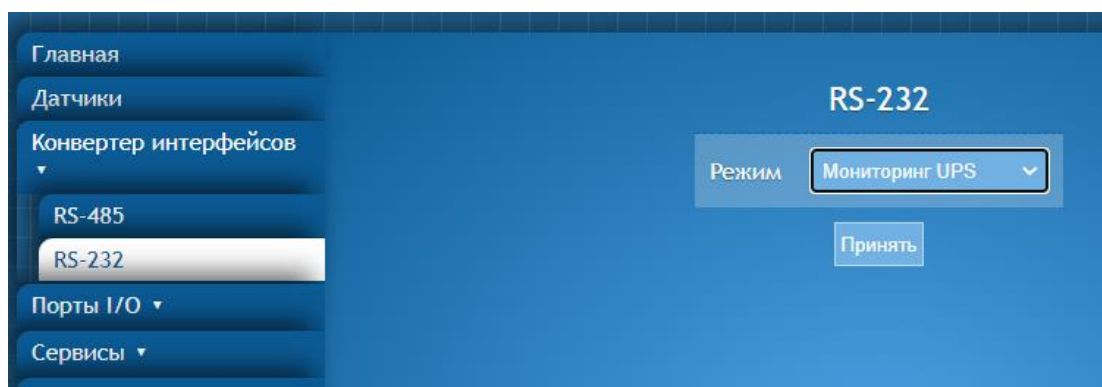 Главная
Датчики
Конвертер интерфейсов
RS-485
RS-232
Порты I/O
Сервисы
RS-232
Режим Мониторинг UPS
Принять